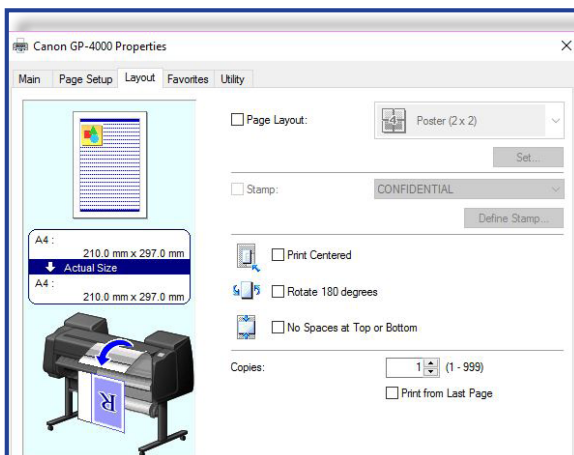 Canon GP-4000 Properties
Main Page Setup Layout Favorites Utility
Page Layout:
4 Poster (2 x 2)
Set...
Stamp:
CONFIDENTIAL
Define Stamp...
A4 :
210.0 mm x 297.0 mm
Actual Size
A4 :
210.0 mm x 297.0 mm
Print Centered
Rotate 180 degrees
No Spaces at Top or Bottom
R
Copies:
1 (1 - 999)
Print from Last Page